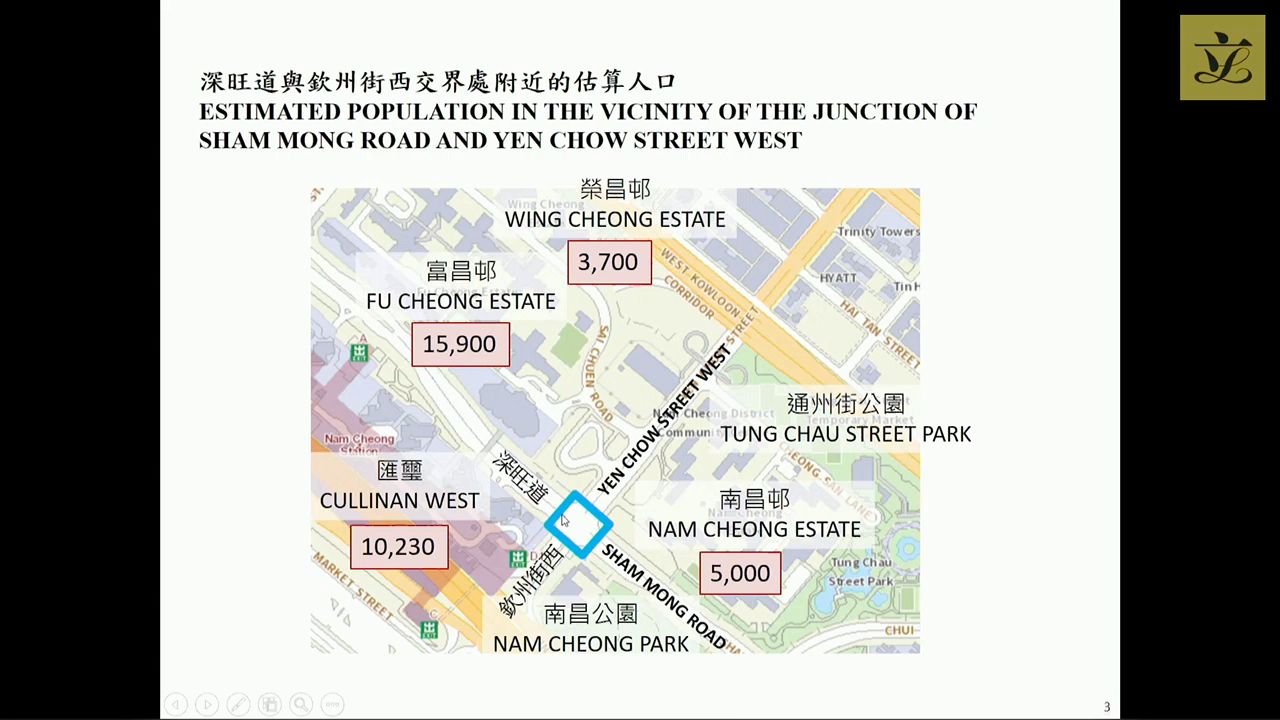 深旺道與欽州街西交界處附近的估算人口
ESTIMATED POPULATION IN THE VICINITY OF THE JUNCTION OF
SHAM MONG ROAD AND YEN CHOW STREET WEST
榮昌邨
WING CHEONG ESTATE
3,700
富昌邨
FU CHEONG ESTATE
15,900
Trinity Towers
HYATT
WEST KOWLOON
CORRIDOR
HAI TAN STREET
SAI CHUEN ROAD
YEN CHOW STREET WEST
通州街公園
TUNG CHAU STREET PARK
Nam Cheong
Station
匯璽
CULLINAN WEST
10,230
深旺道
CHEONG SAN LANE
南昌邨
NAM CHEONG ESTATE
5,000
欽州街西
SHAM MONG ROAD
Tung Chau
Street Park
南昌公園
NAM CHEONG PARK
CHUI
3